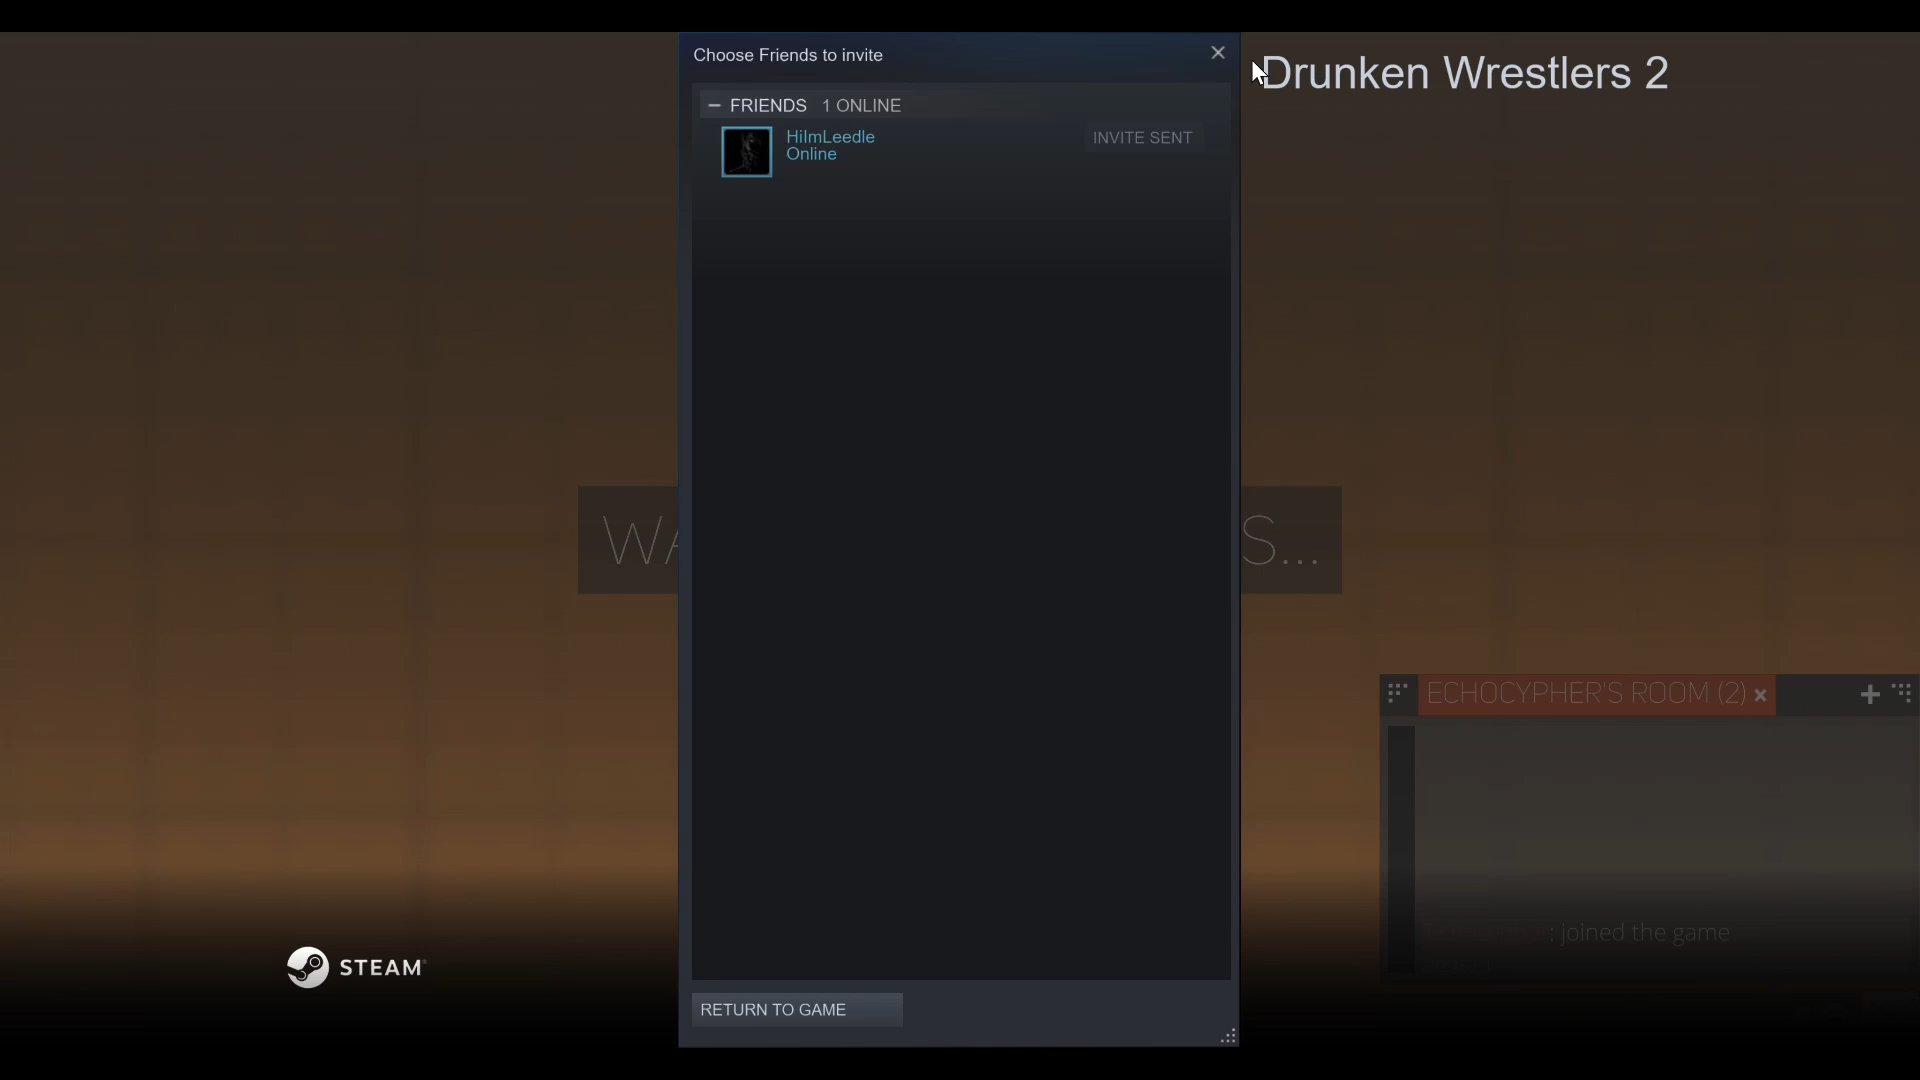 Choose Friends to invite
Drunken Wrestlers 2
FRIENDS 1 ONLINE
HilmLeedle
Online
INVITE SENT
S...
ECHOCYPHER'S ROOM (2)
: joined the game
STEAM
RETURN TO GAME